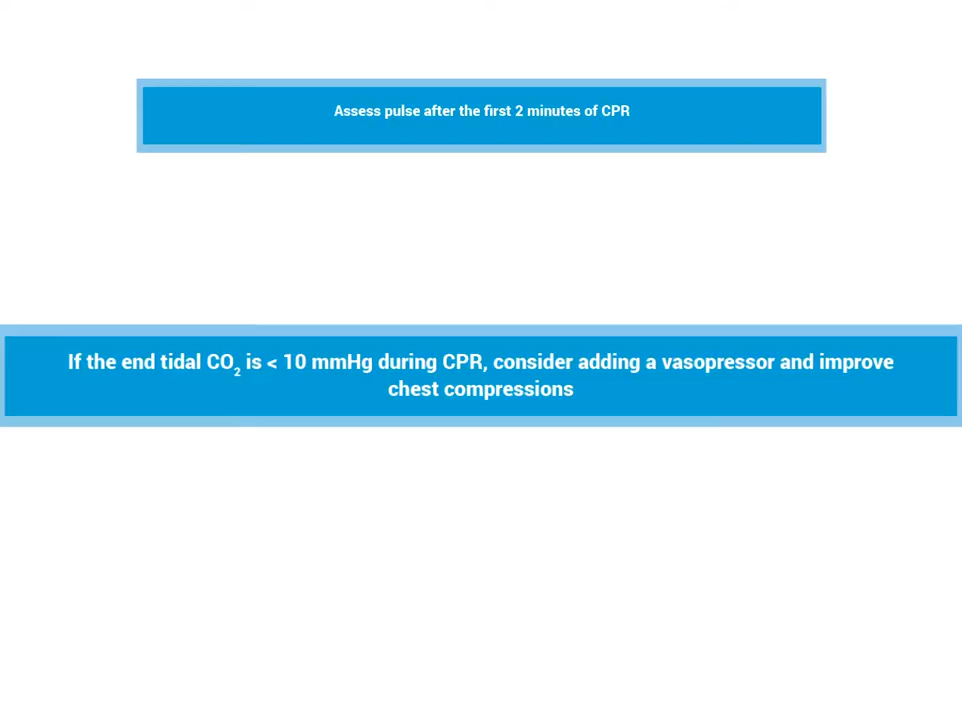 Assess pulse after the first 2 minutes of CPR
If the end tidal CO₂ is < 10 mmHg during CPR, consider adding a vasopressor and improve
chest compressions